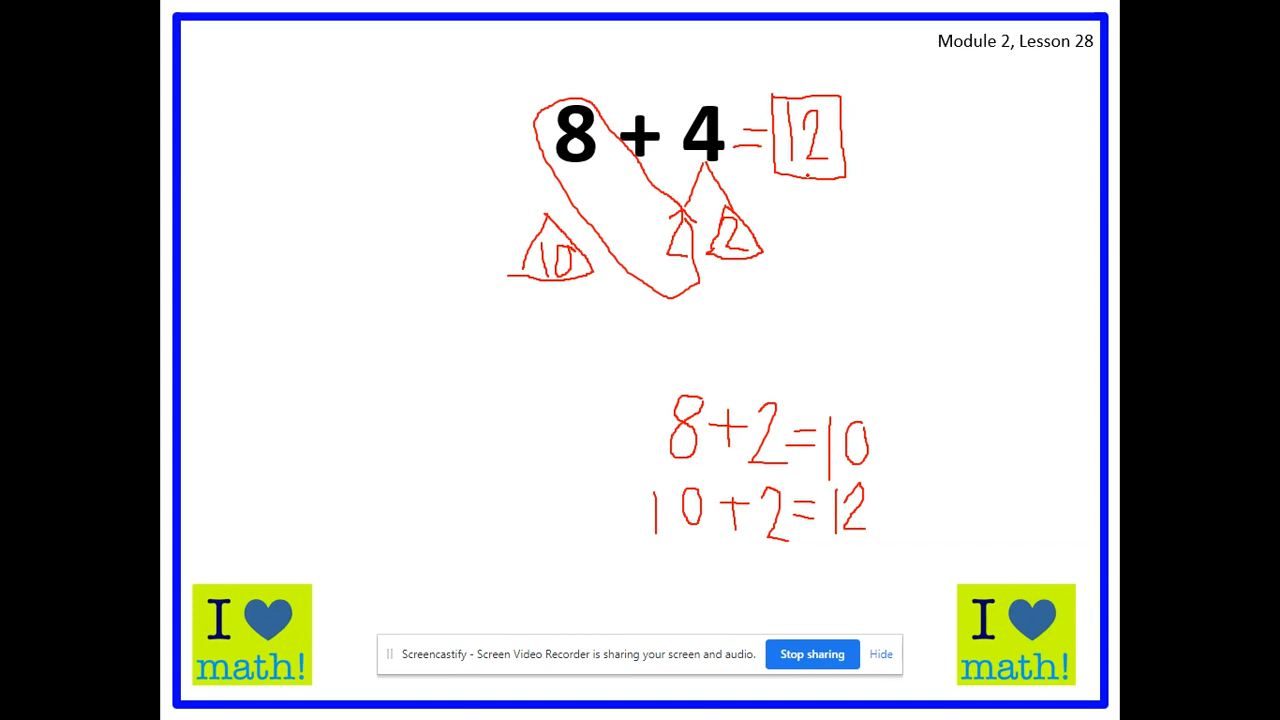 Module 2, Lesson 28
8 + 4 = 12
10 2 2
8+2=10
10+2=12
I
math!
I
math!
Screencastify - Screen Video Recorder is sharing your screen and audio. Stop sharing Hide